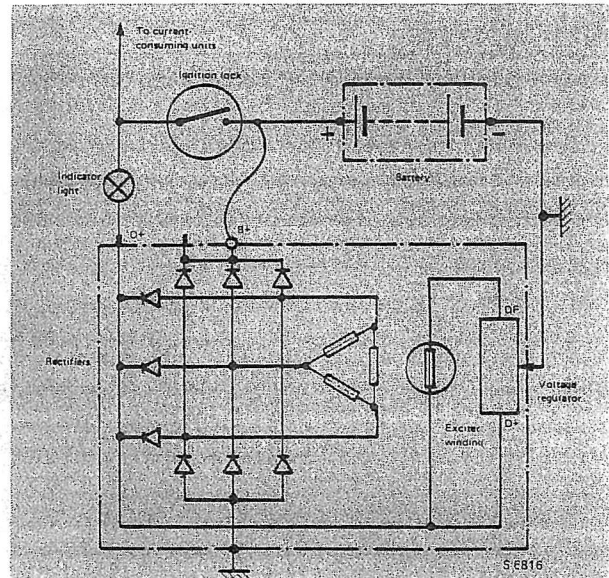 To current-
consuming units
Ignition lock
+
-
Battery
Indicator
light
D+
B+
DF
Rectifiers
Voltage
regulator
Exciter
winding
D+
S 6816